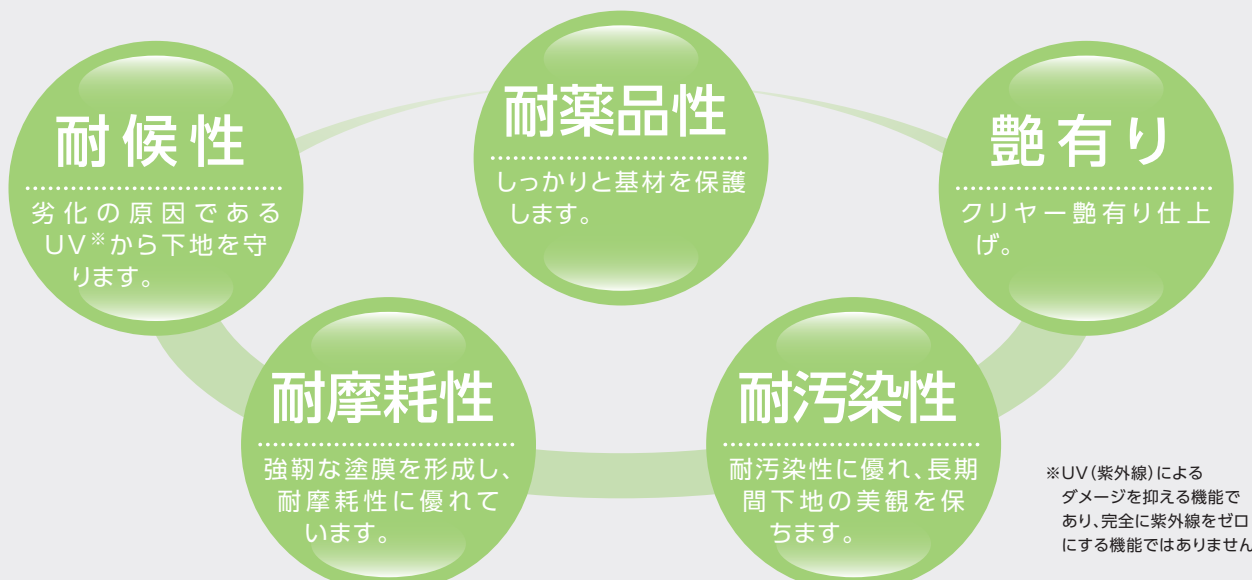 耐候性
劣化の原因である
UV※から下地を守
ります。
耐薬品性
しっかりと基材を保護
します。
艶有り
クリヤー艶有り仕上
げ。
耐摩耗性
強靭な塗膜を形成し、
耐摩耗性に優れて
います。
耐汚染性
耐汚染性に優れ、長期
間下地の美観を保
ちます。
※UV(紫外線)による
ダメージを抑える機能で
あり、完全に紫外線をゼロ
にする機能ではありません